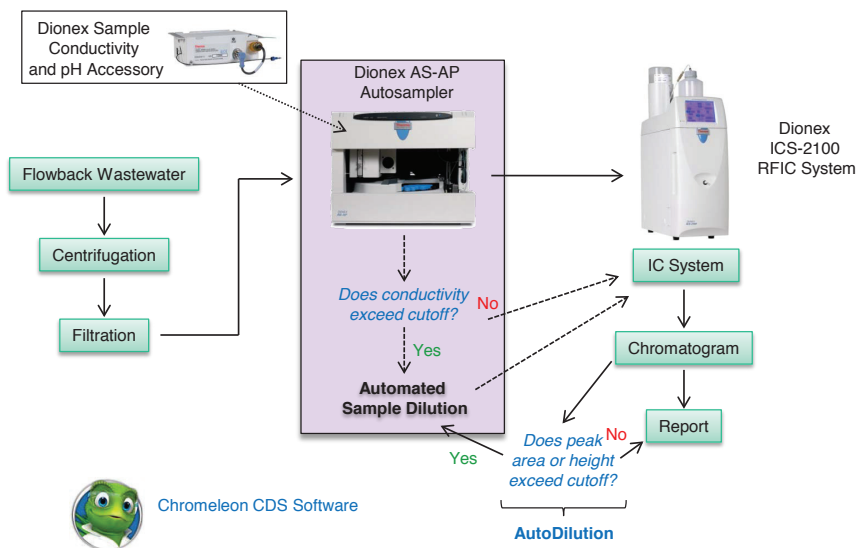 Dionex Sample
Conductivity
and pH Accessory
Dionex AS-AP
Autosampler
Dionex
ICS-2100
RFIC System
Flowback Wastewater
Centrifugation
Filtration
Does conductivity
exceed cutoff?
No
Yes
Automated
Sample Dilution
IC System
Chromatogram
Report
Does peak
area or height
exceed cutoff?
No
Yes
AutoDilution
Chromeleon CDS Software